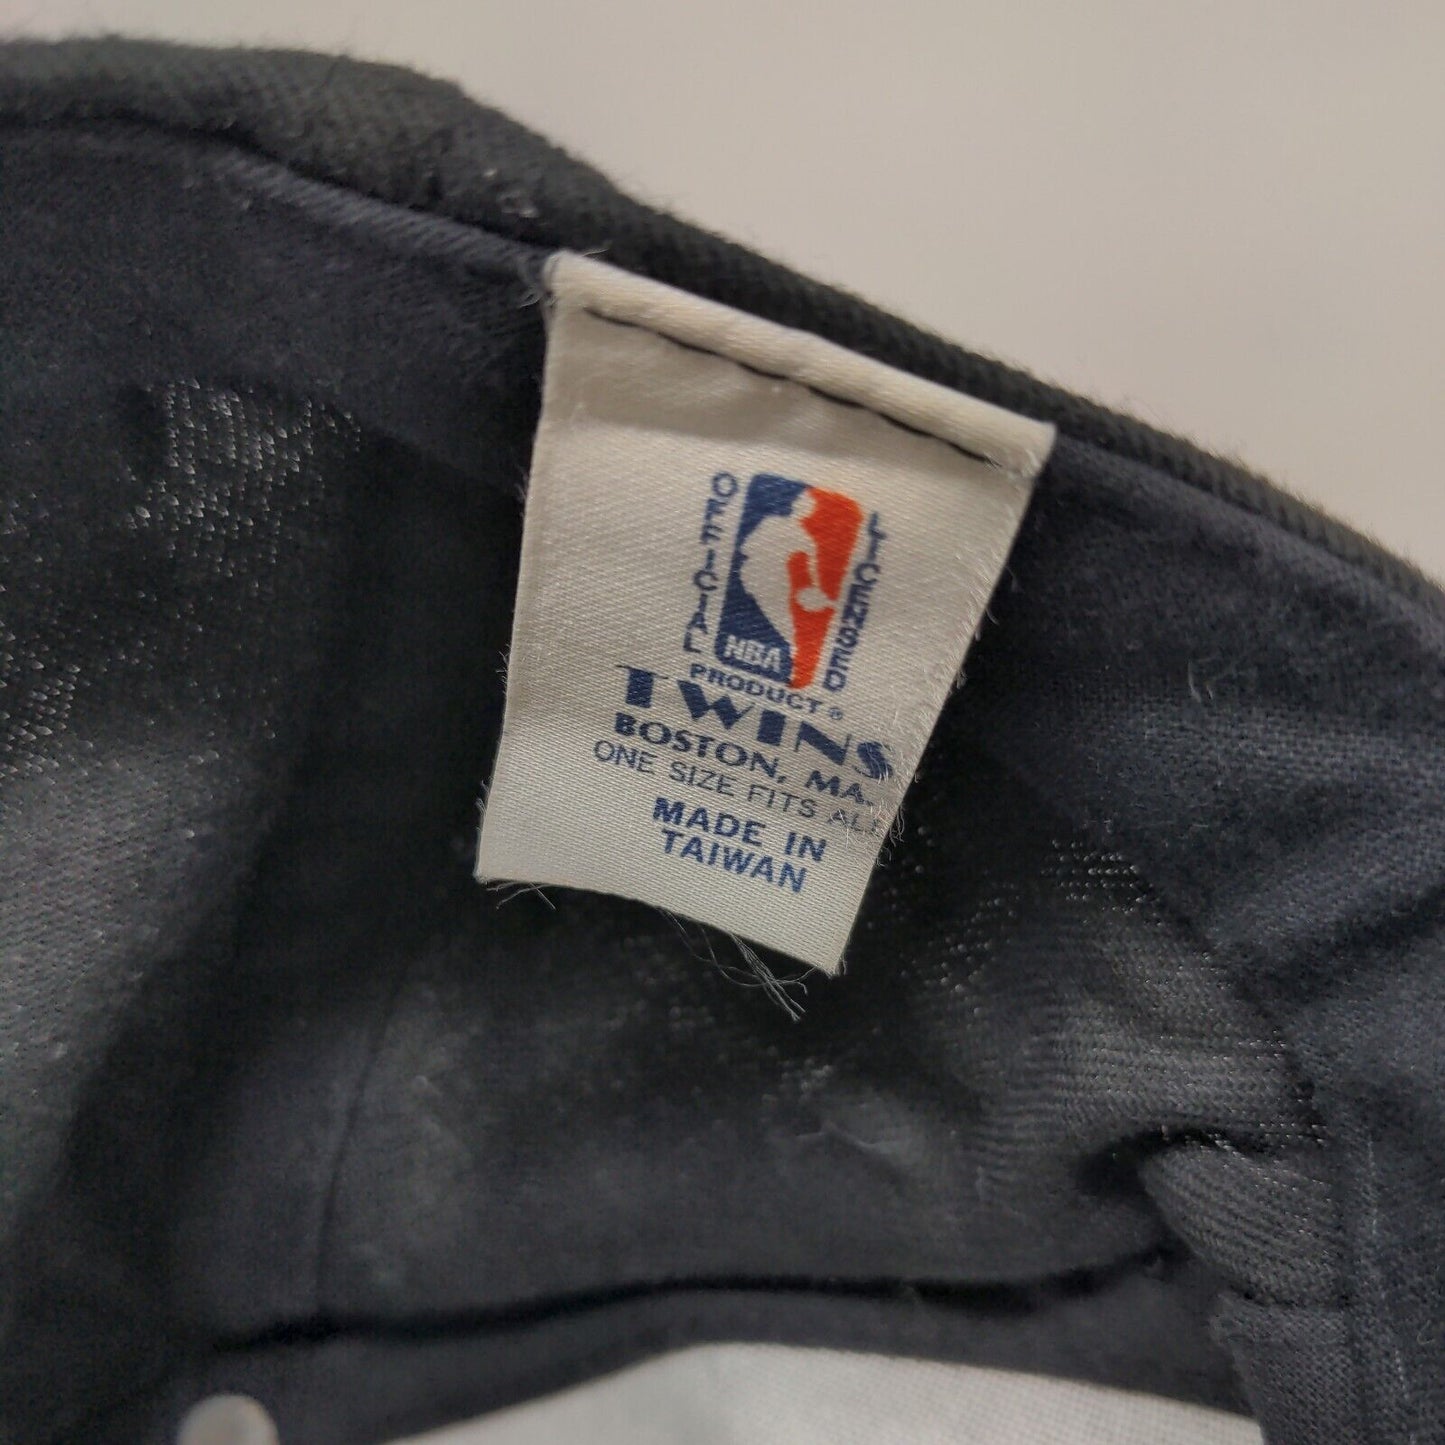 OFFICIAL
LICENSED
NBA
PRODUCT®
TWINS
BOSTON, MA.
ONE SIZE FITS ALL
MADE IN
TAIWAN